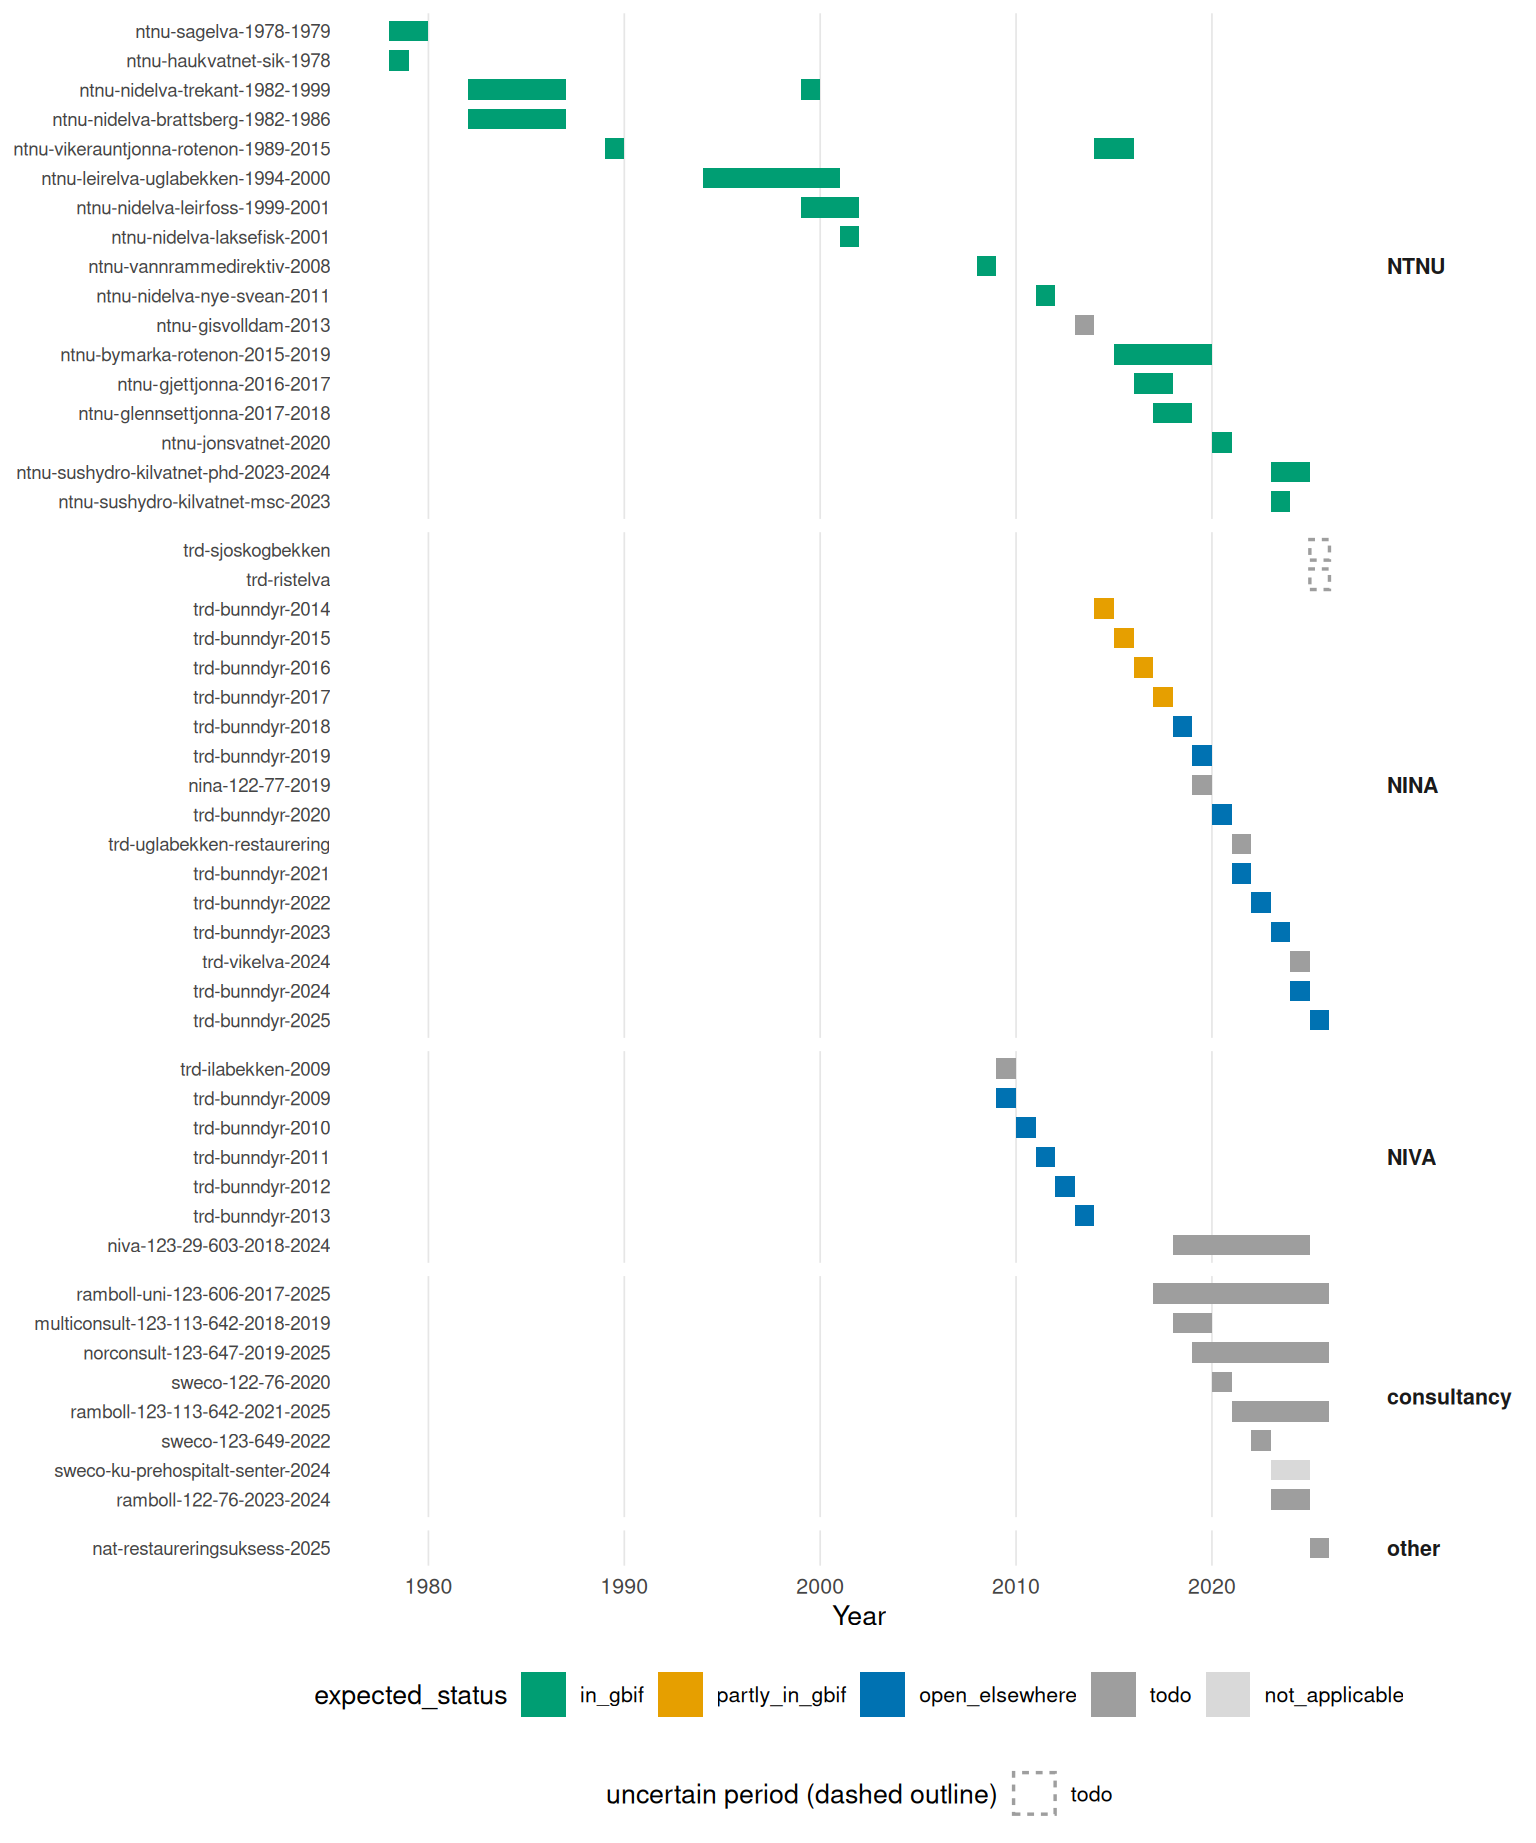 ntnu-sagelva-1978-1979
ntnu-haukvatnet-sik-1978
ntnu-nidelva-trekant-1982-1999
ntnu-nidelva-brattsberg-1982-1986
ntnu-vikerauntjonna-rotenon-1989-2015
ntnu-leirelva-uglabekken-1994-2000
ntnu-nidelva-leirfoss-1999-2001
ntnu-nidelva-laksefisk-2001
ntnu-vannrammedirektiv-2008
NTNU
ntnu-nidelva-nye-svean-2011
ntnu-gisvolldam-2013
ntnu-bymarka-rotenon-2015-2019
ntnu-gjettjonna-2016-2017
ntnu-glennsettjonna-2017-2018
ntnu-jonsvatnet-2020
ntnu-sushydro-kilvatnet-phd-2023-2024
ntnu-sushydro-kilvatnet-msc-2023
trd-sjoskogbekken
trd-ristelva
trd-bunndyr-2014
trd-bunndyr-2015
trd-bunndyr-2016
trd-bunndyr-2017
trd-bunndyr-2018
trd-bunndyr-2019
nina-122-77-2019
NINA
trd-bunndyr-2020
trd-uglabekken-restaurering
trd-bunndyr-2021
trd-bunndyr-2022
trd-bunndyr-2023
trd-vikelva-2024
trd-bunndyr-2024
trd-bunndyr-2025
trd-ilabekken-2009
trd-bunndyr-2009
trd-bunndyr-2010
trd-bunndyr-2011
NIVA
trd-bunndyr-2012
trd-bunndyr-2013
niva-123-29-603-2018-2024
ramboll-uni-123-606-2017-2025
multiconsult-123-113-642-2018-2019
norconsult-123-647-2019-2025
sweco-122-76-2020
consultancy
ramboll-123-113-642-2021-2025
sweco-123-649-2022
sweco-ku-prehospitalt-senter-2024
ramboll-122-76-2023-2024
nat-restaureringsuksess-2025
other
1980 1990 2000 2010 2020
Year
expected_status in_gbif partly_in_gbif open_elsewhere todo not_applicable
uncertain period (dashed outline) todo